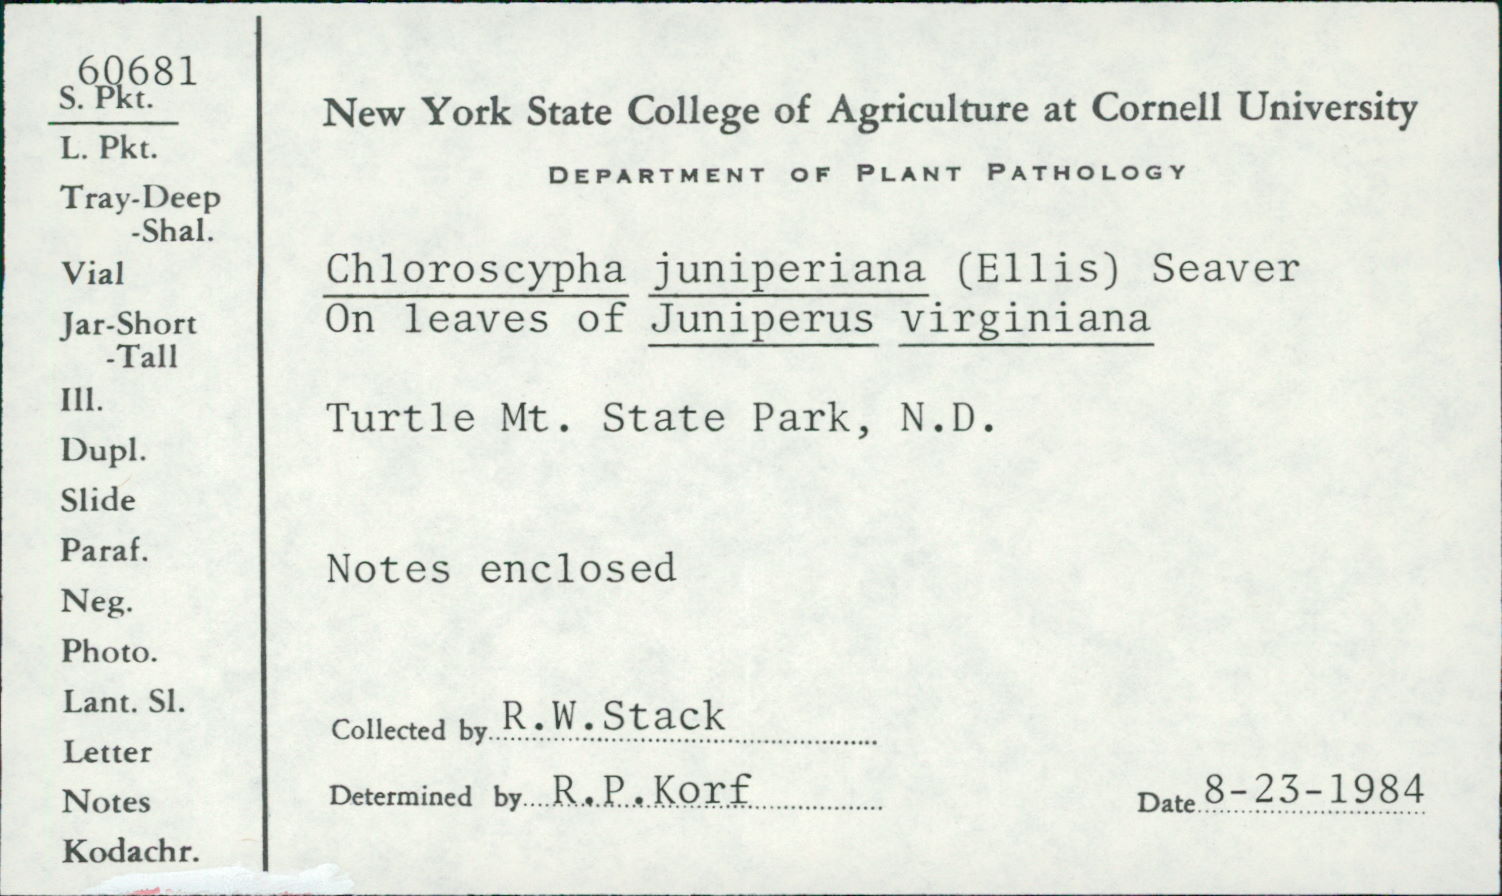 60681
S. Pkt.
L. Pkt.
Tray-Deep
-Shal.
Vial
Jar-Short
-Tall
Ill.
Dupl.
Slide
Paraf.
Neg.
Photo.
Lant. Sl.
Letter
Notes
Kodachr.
New York State College of Agriculture at Cornell University
DEPARTMENT OF PLANT PATHOLOGY
Chloroscypha juniperiana (Ellis) Seaver
On leaves of Juniperus virginiana
Turtle Mt. State Park, N.D.
Notes enclosed
Collected by R.W.Stack
Determined by R.P.Korf
Date 8-23-1984